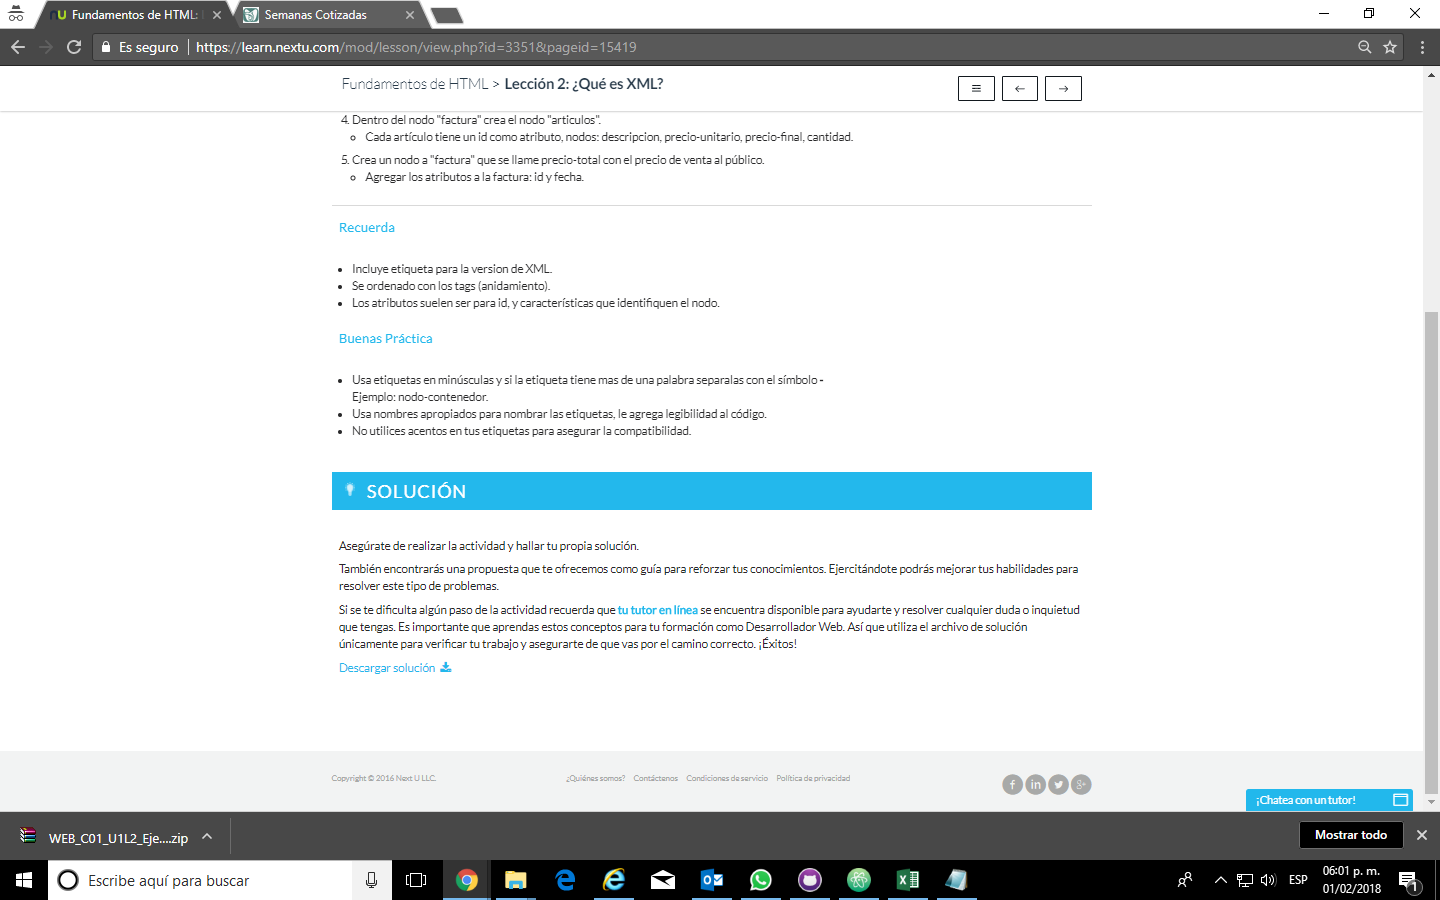 Fundamentos de HTML:
Semanas Cotizadas
Es seguro
https://learn.nextu.com/mod/lesson/view.php?id=3351&pageid=15419
Fundamentos de HTML > Lección 2: ¿Qué es XML?
4. Dentro del nodo "factura" crea el nodo "articulos".
Cada artículo tiene un id como atributo, nodos: descripcion, precio-unitario, precio-final, cantidad.
5. Crea un nodo a "factura" que se llame precio-total con el precio de venta al público.
Agregar los atributos a la factura: id y fecha.
Recuerda
Incluye etiqueta para la version de XML.
Se ordenado con los tags (anidamiento).
Los atributos suelen ser para id, y características que identifiquen el nodo.
Buenas Práctica
Usa etiquetas en minúsculas y si la etiqueta tiene mas de una palabra separalas con el símbolo -
Ejemplo: nodo-contenedor.
Usa nombres apropiados para nombrar las etiquetas, le agrega legibilidad al código.
No utilices acentos en tus etiquetas para asegurar la compatibilidad.
SOLUCIÓN
Asegúrate de realizar la actividad y hallar tu propia solución.
También encontrarás una propuesta que te ofrecemos como guía para reforzar tus conocimientos. Ejercitándote podrás mejorar tus habilidades para
resolver este tipo de problemas.
Si se te dificulta algún paso de la actividad recuerda que tu tutor en línea se encuentra disponible para ayudarte y resolver cualquier duda o inquietud
que tengas. Es importante que aprendas estos conceptos para tu formación como Desarrollador Web. Así que utiliza el archivo de solución
únicamente para verificar tu trabajo y asegurarte de que vas por el camino correcto. ¡Éxitos!
Descargar solución
Copyright © 2016 Next U LLC.
¿Quiénes somos? Contáctenos Condiciones de servicio Política de privacidad
¡Chatea con un tutor!
WEB_C01_U1L2_Eje....zip
Mostrar todo
Escribe aquí para buscar
ESP
06:01 p. m.
01/02/2018
1